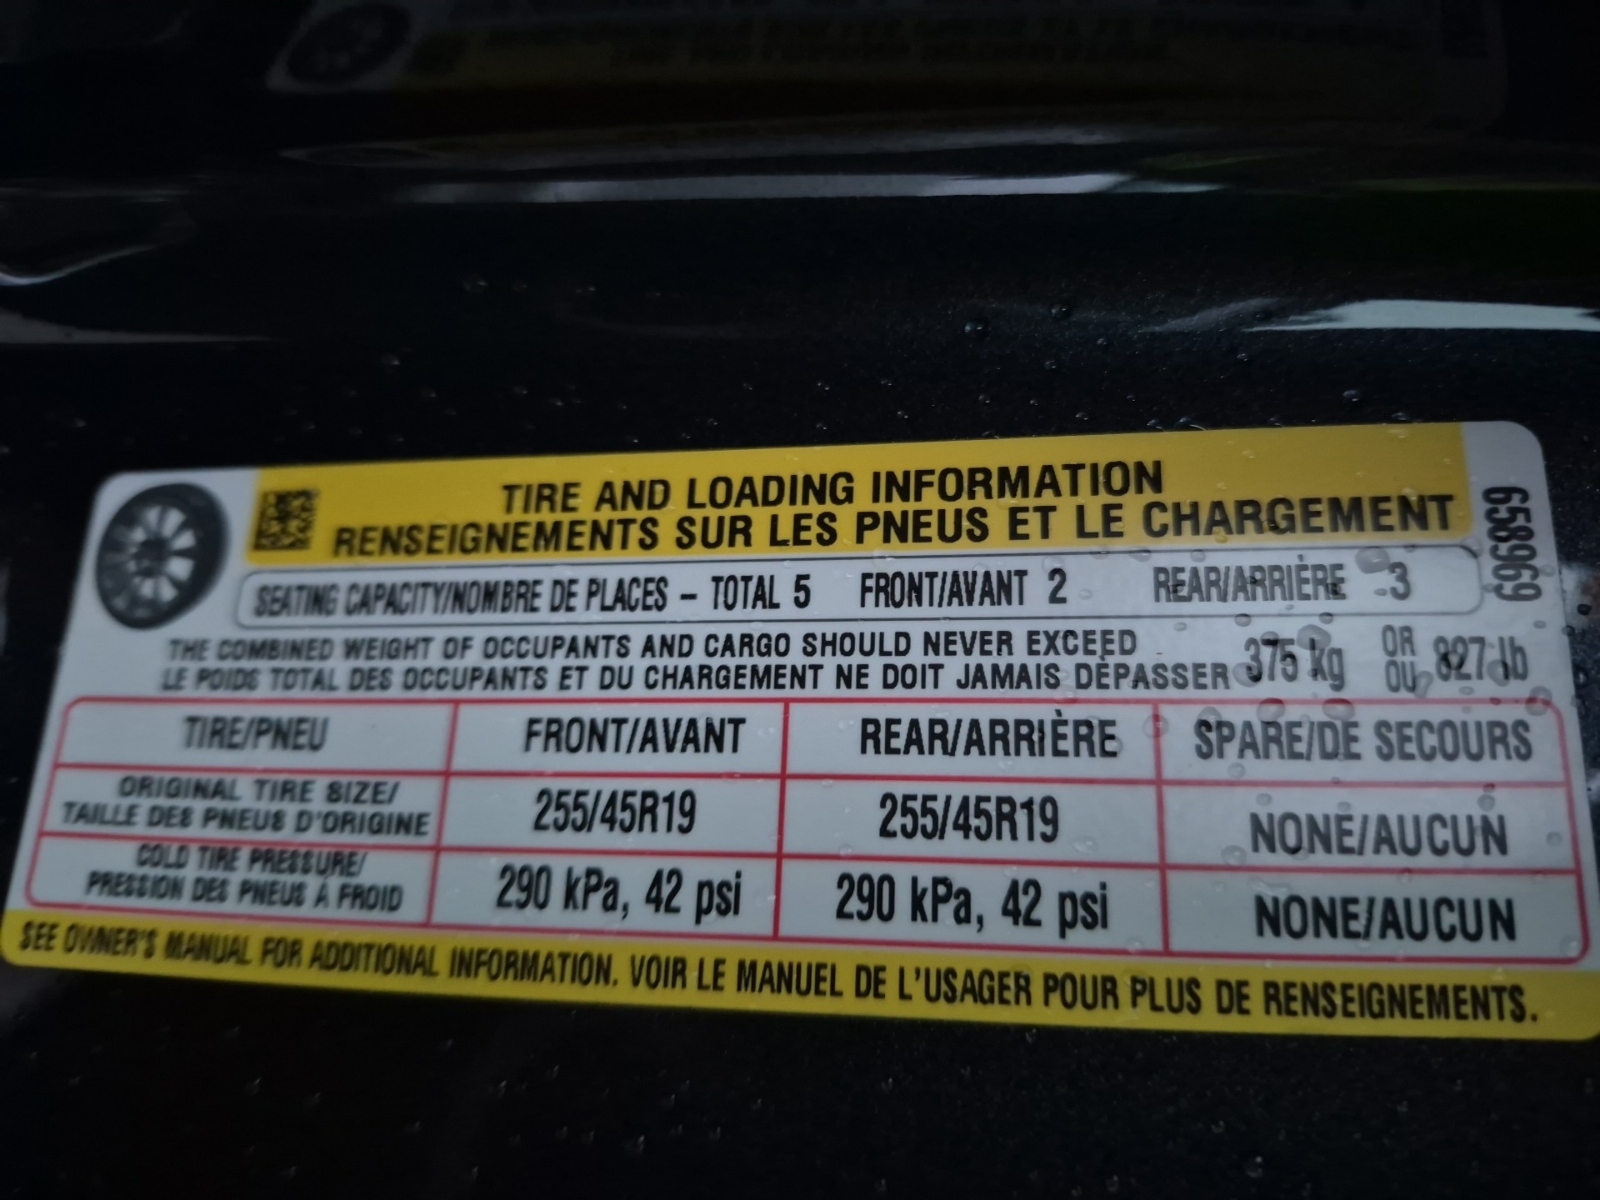 TIRE AND LOADING INFORMATION
RENSEIGNEMENTS SUR LES PNEUS ET LE CHARGEMENT
658969
SEATING CAPACITY/NOMBRE DE PLACES – TOTAL 5 FRONT/AVANT 2 REAR/ARRIÈRE 3
THE COMBINED WEIGHT OF OCCUPANTS AND CARGO SHOULD NEVER EXCEED
LE POIDS TOTAL DES OCCUPANTS ET DU CHARGEMENT NE DOIT JAMAIS DÉPASSER
375 kg OR OU 827 lb
TIRE/PNEU FRONT/AVANT REAR/ARRIÈRE SPARE/DE SECOURS
ORIGINAL TIRE SIZE/
TAILLE DES PNEUS D'ORIGINE
255/45R19 255/45R19 NONE/AUCUN
COLD TIRE PRESSURE/
PRESSION DES PNEUS À FROID
290 kPa, 42 psi 290 kPa, 42 psi NONE/AUCUN
SEE OWNER'S MANUAL FOR ADDITIONAL INFORMATION. VOIR LE MANUEL DE L'USAGER POUR PLUS DE RENSEIGNEMENTS.